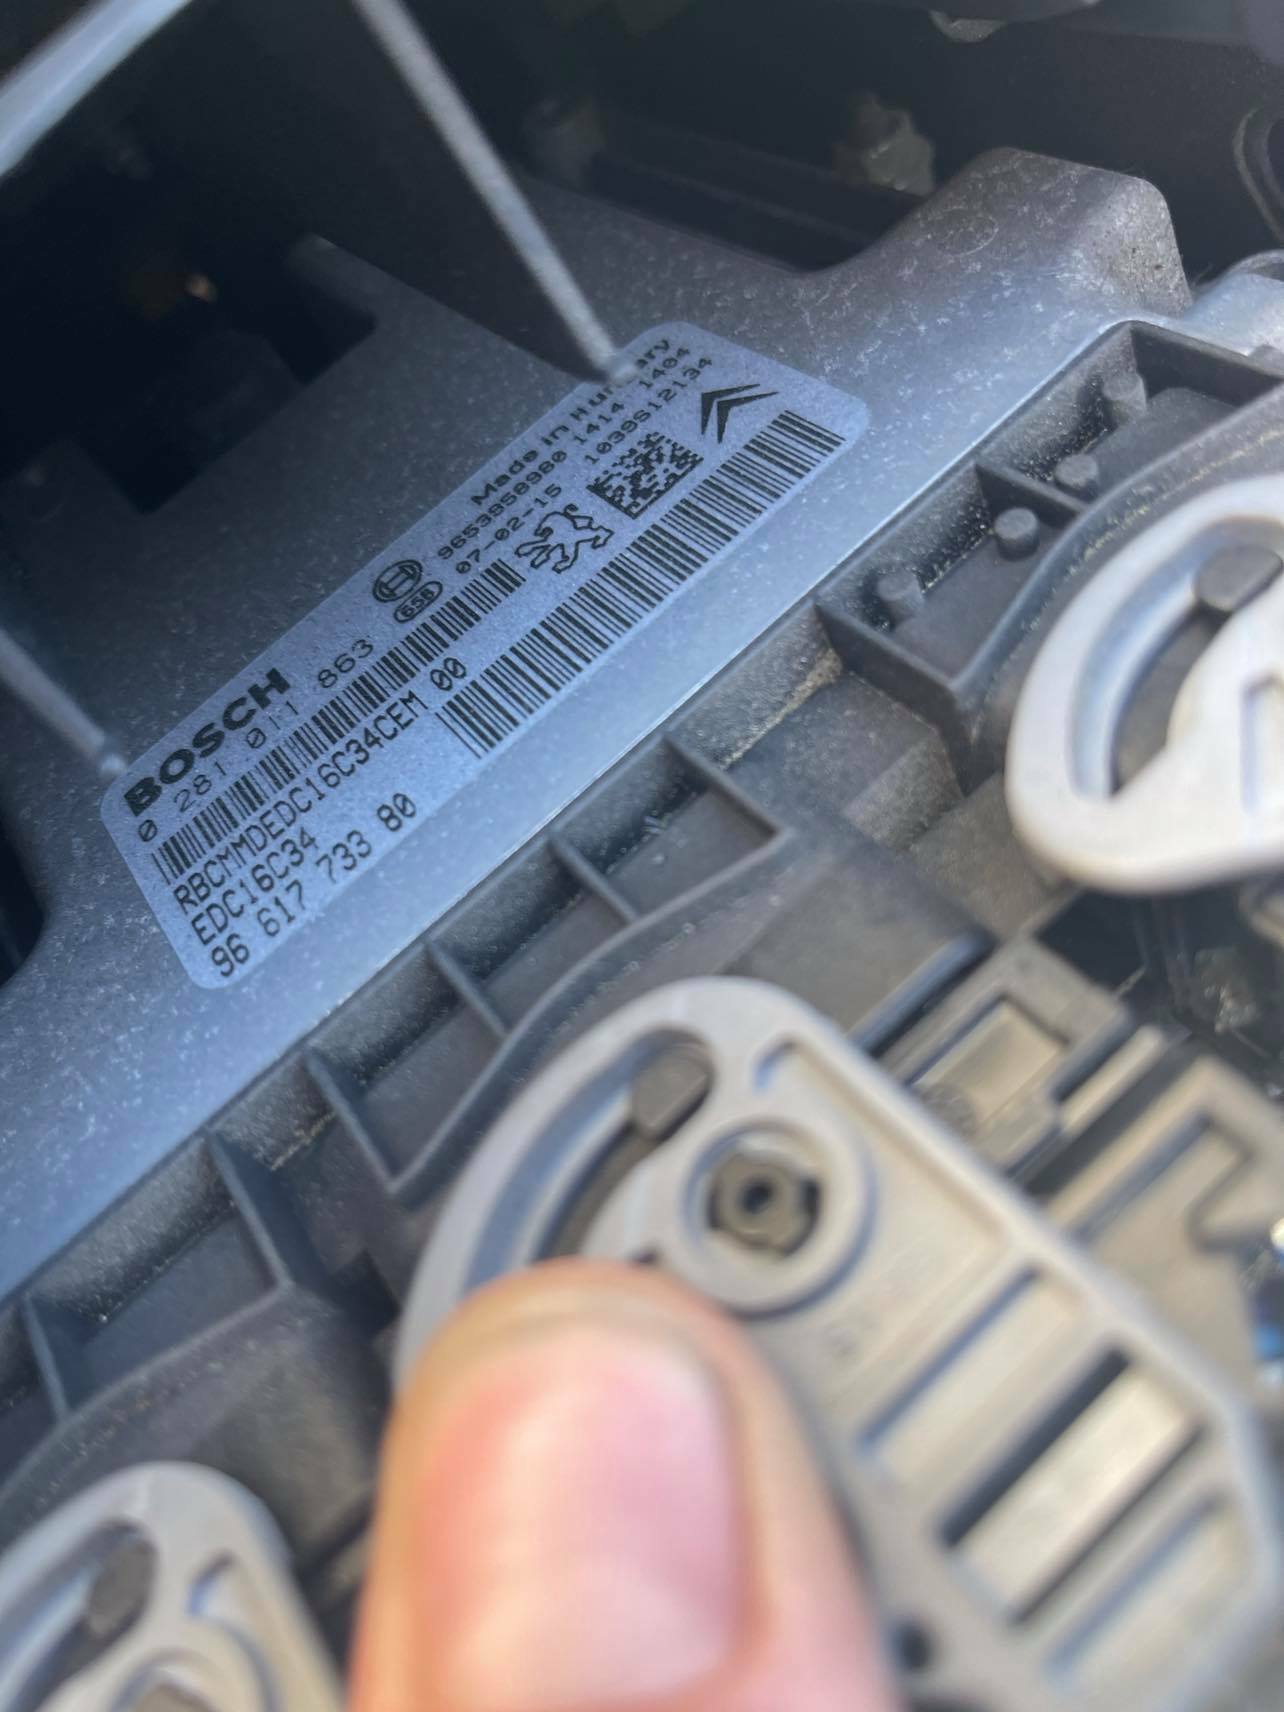 BOSCH
0 281 011 863
Made in
9653958980 1414 1404
07-02-15 1039S12134
658
RBCMMDEDC16C34CEM 00
EDC16C34
96 617 733 80